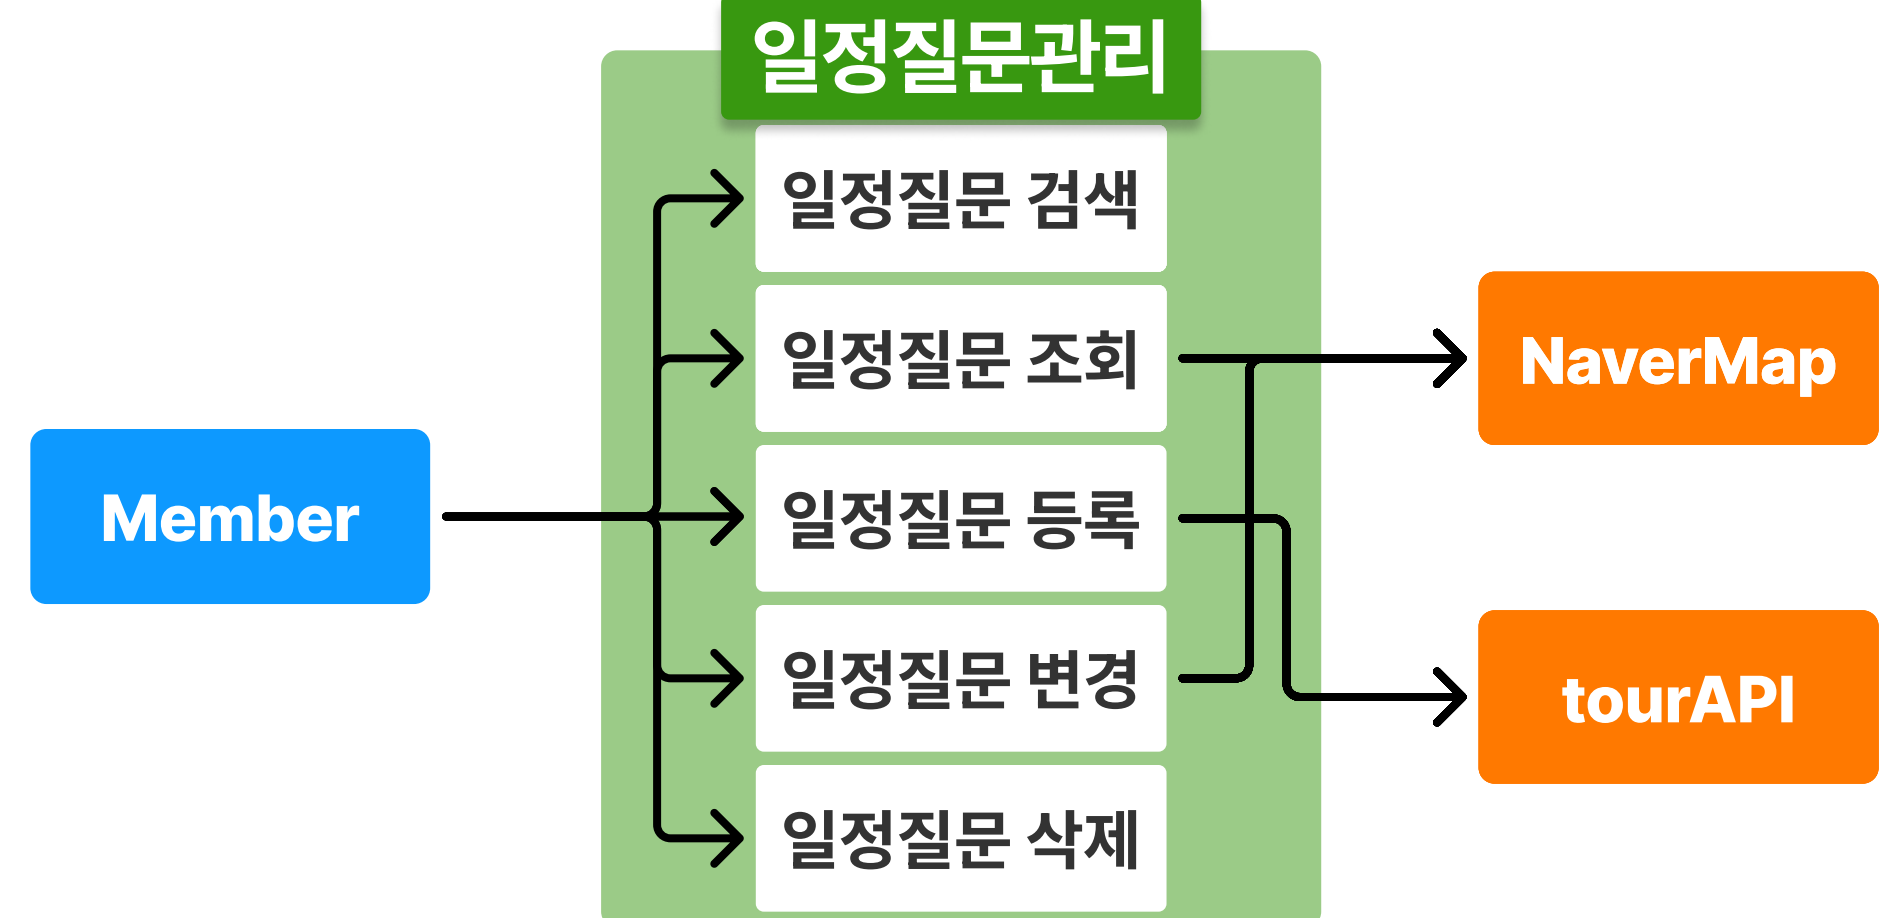 일정질문관리
일정질문 검색
일정질문 조회
일정질문 등록
일정질문 변경
일정질문 삭제
Member
NaverMap
tourAPI